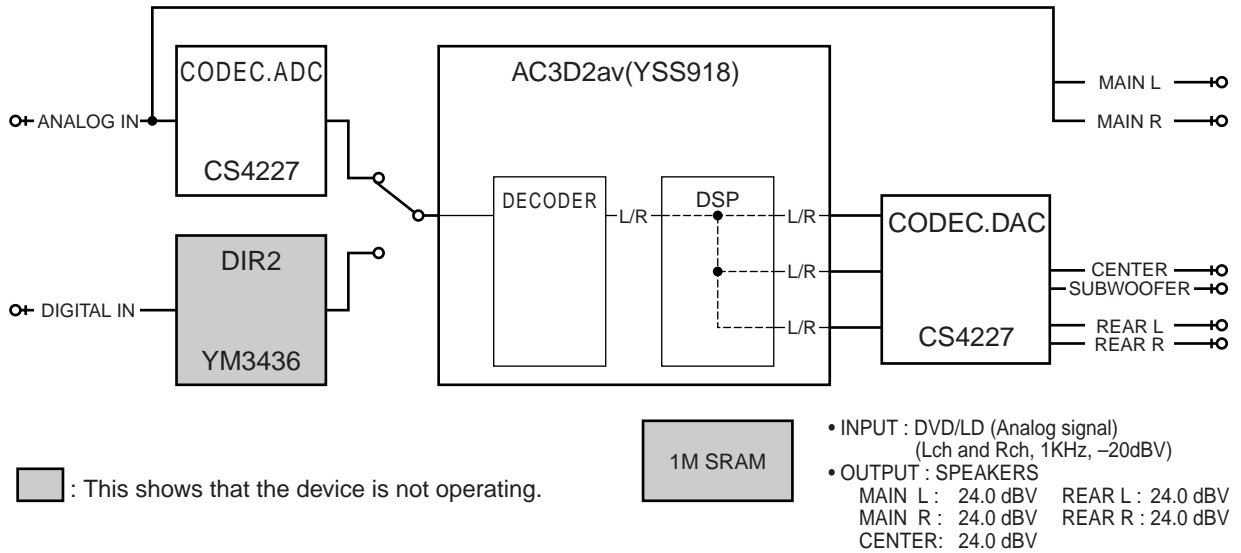 CODEC.ADC
CS4227
AC3D2av(YSS918)
MAIN L
MAIN R
ANALOG IN
DECODER
DSP
L/R
L/R
L/R
L/R
CODEC.DAC
CS4227
CENTER
SUBWOOFER
REAR L
REAR R
DIR2
YM3436
DIGITAL IN
1M SRAM
: This shows that the device is not operating.
• INPUT : DVD/LD (Analog signal)
(Lch and Rch, 1KHz, –20dBV)
• OUTPUT : SPEAKERS
MAIN L : 24.0 dBV REAR L : 24.0 dBV
MAIN R : 24.0 dBV REAR R : 24.0 dBV
CENTER: 24.0 dBV